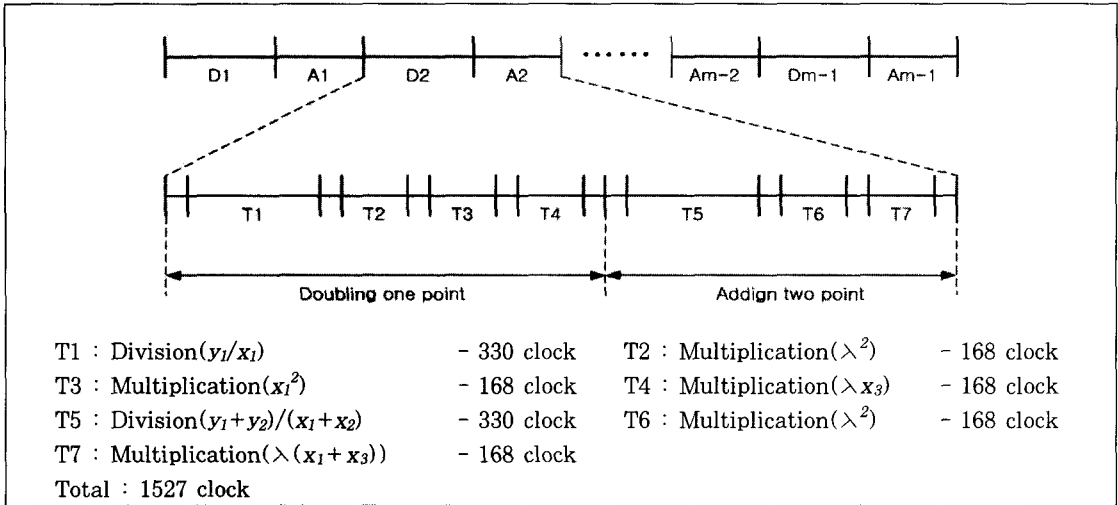 D1 A1 D2 A2 ...... Am-2 Dm-1 Am-1
T1 T2 T3 T4 T5 T6 T7
Doubling one point Addign two point
T1 : Division(y₁/x₁) - 330 clock T2 : Multiplication(λ²) - 168 clock
T3 : Multiplication(x₁²) - 168 clock T4 : Multiplication(λx₃) - 168 clock
T5 : Division(y₁+y₂)/(x₁+x₂) - 330 clock T6 : Multiplication(λ²) - 168 clock
T7 : Multiplication(λ(x₁+x₃)) - 168 clock
Total : 1527 clock